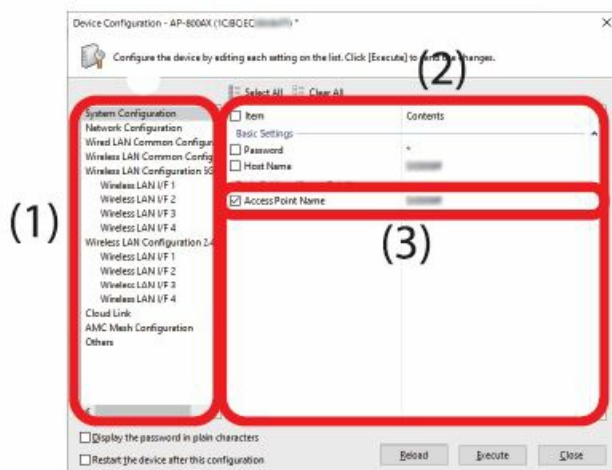 Device Configuration - AP-800AX (1C:BC:EC
Configure the device by editing each setting on the list. Click [Execute] to send the changes.
(2)
Select All Clear All
System Configuration
Network Configuration
Wired LAN Common Configur
Wireless LAN Common Config
Wireless LAN Configuration 5G
Wireless LAN I/F 1
Wireless LAN I/F 2
Wireless LAN I/F 3
Wireless LAN I/F 4
Wireless LAN Configuration 2.4
Wireless LAN I/F 1
Wireless LAN I/F 2
Wireless LAN I/F 3
Wireless LAN I/F 4
Cloud Link
AMC Mesh Configuration
Others
(1)
Item Contents
Basic Settings
Password *
Host Name
Access Point Name
(3)
Display the password in plain characters
Restart the device after this configuration
Reload Execute Close